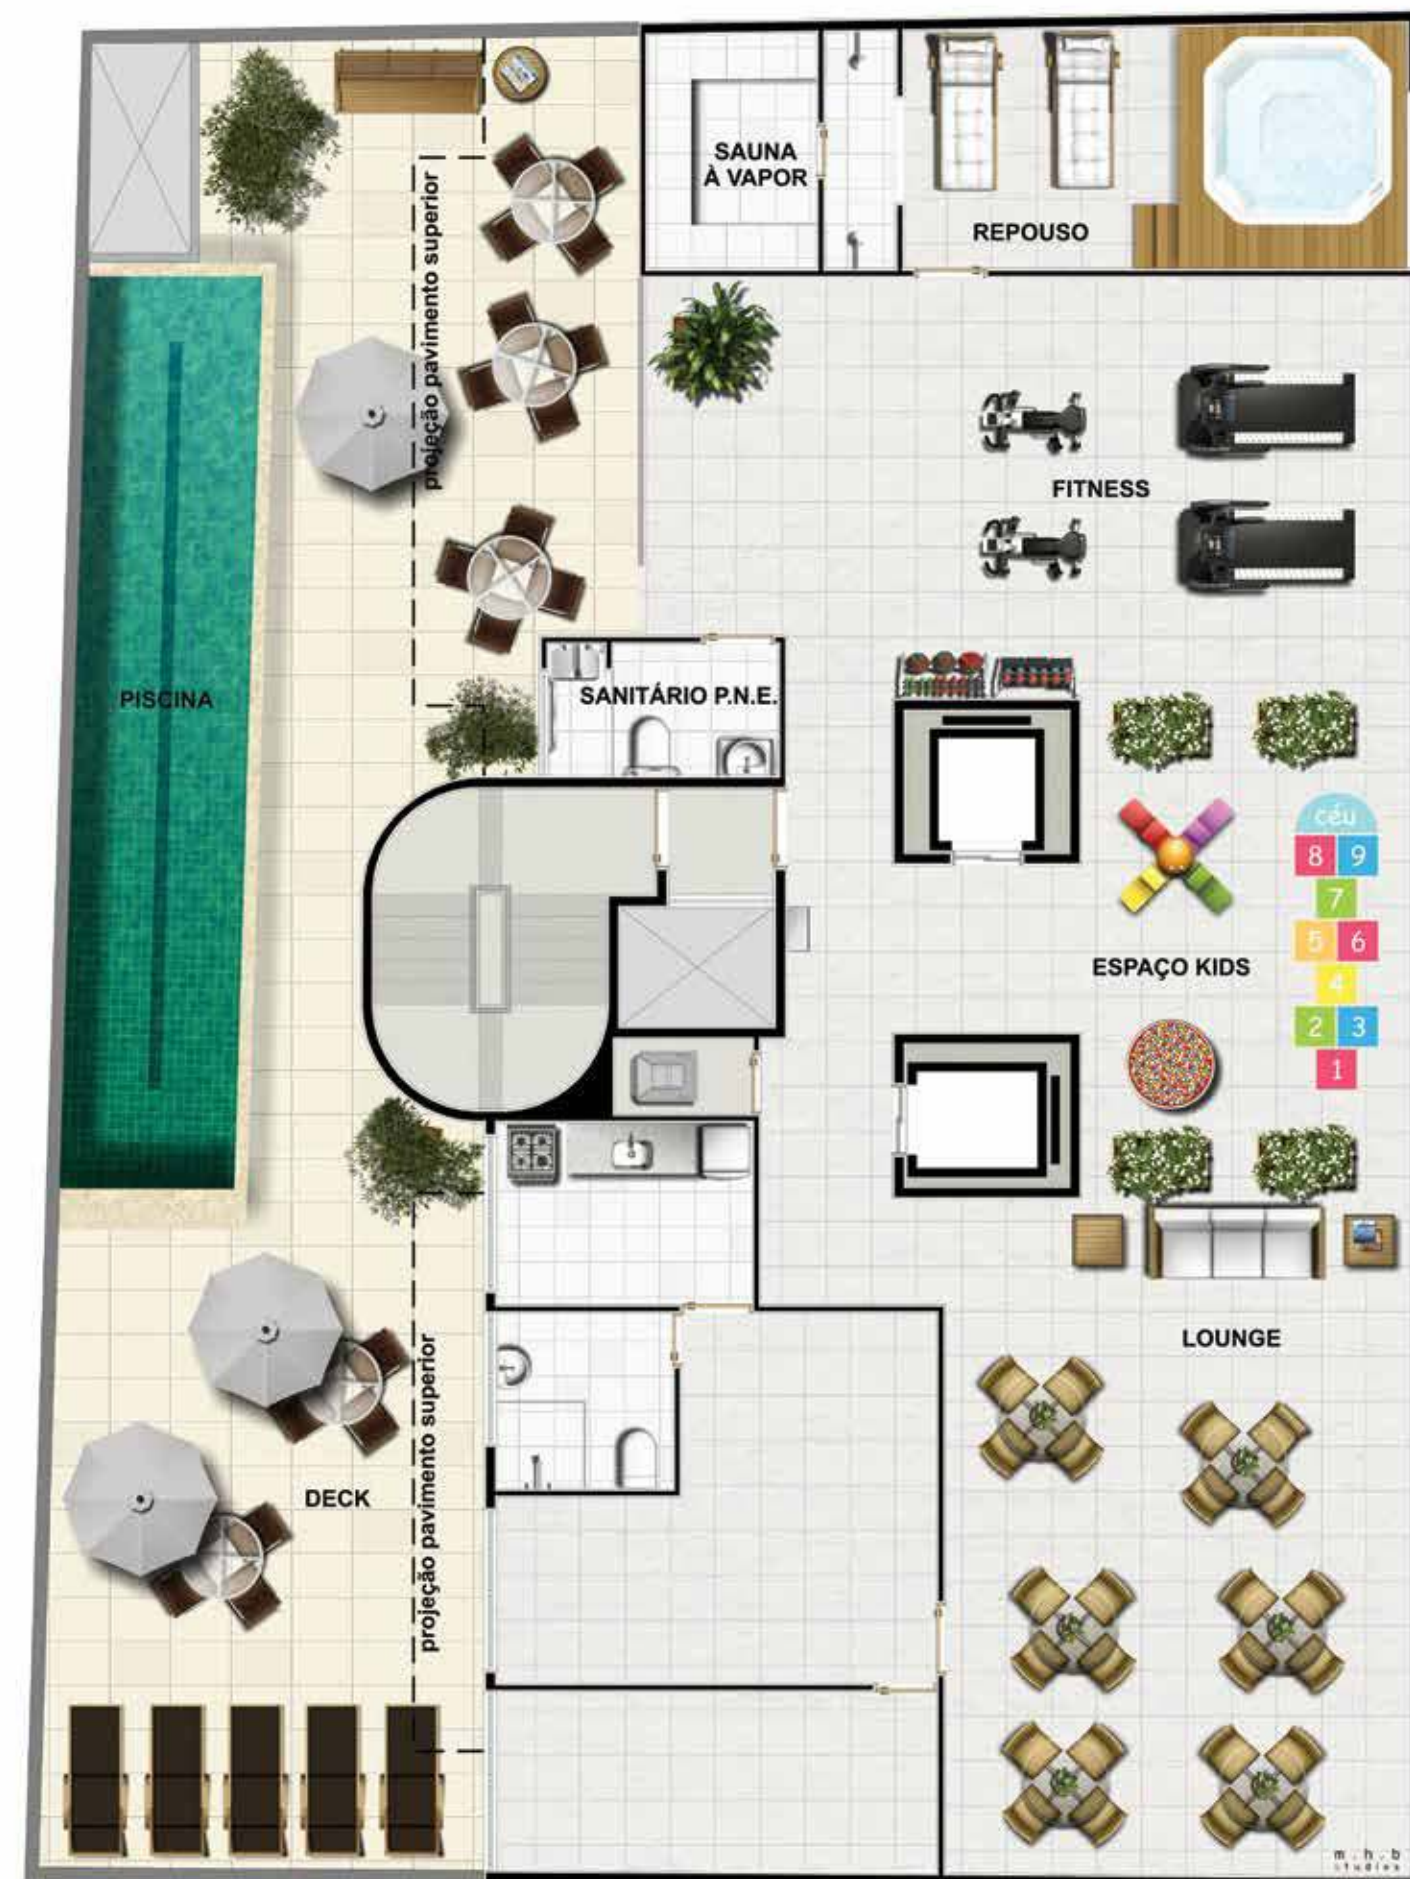 SAUNA
À VAPOR
REPOUSO
projeção pavimento superior
FITNESS
PISCINA
SANITÁRIO P.N.E.
céu
8 9
7
5 6
4
2 3
1
ESPAÇO KIDS
LOUNGE
projeção pavimento superior
DECK
m.h.b
studies